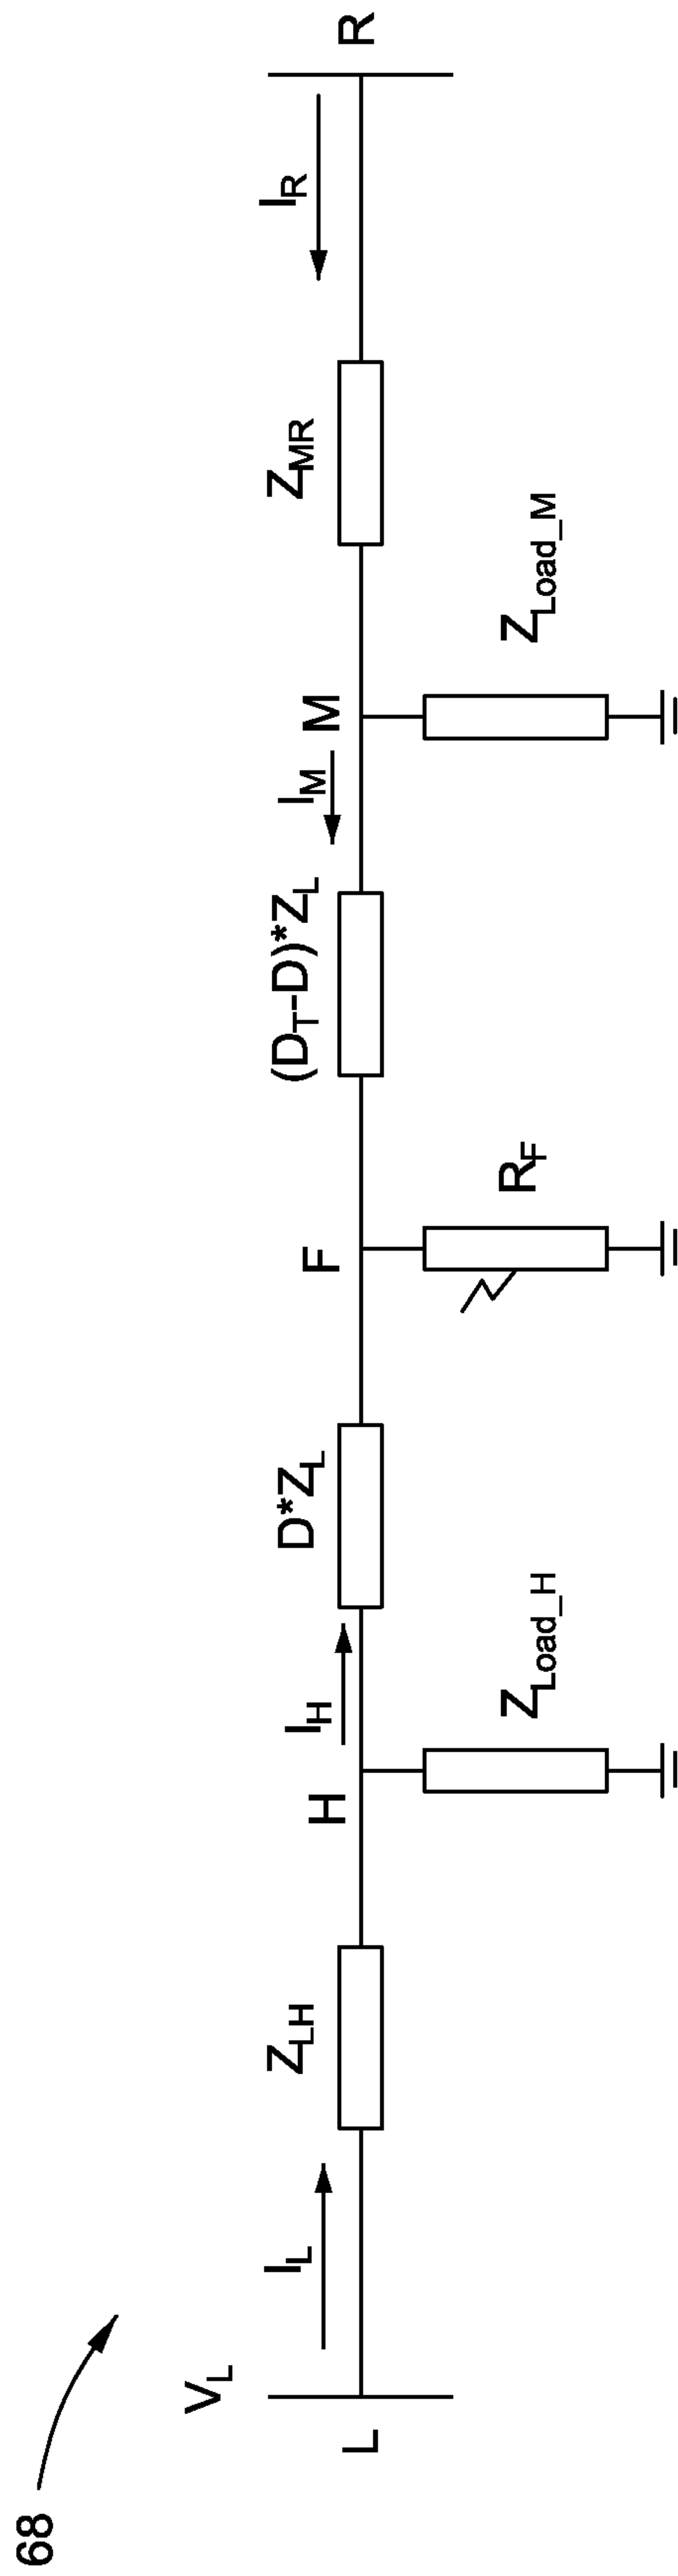 68
V_L
L
I_L
Z_LH
H
I_H
Z_Load_H
D*Z_L
F
R_F
(D_T-D)*Z_L
I_M
M
Z_Load_M
Z_MR
I_R
R